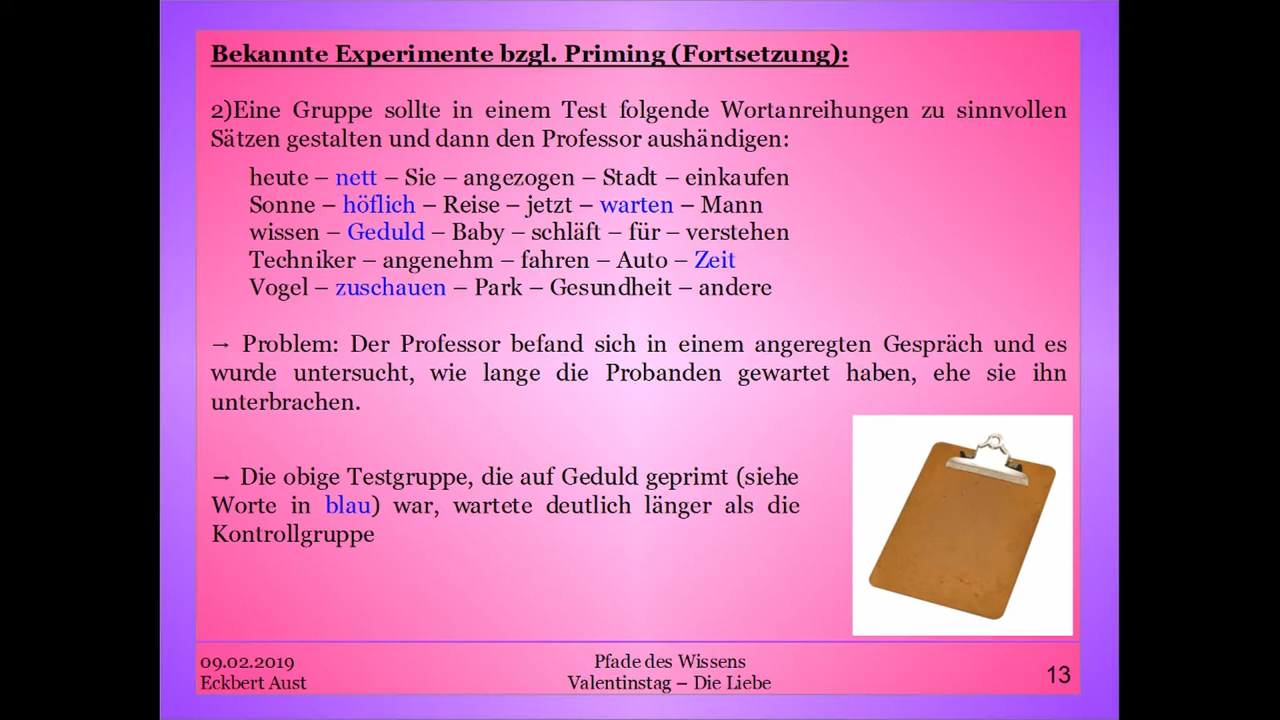 Bekannte Experimente bzgl. Priming (Fortsetzung):
2)Eine Gruppe sollte in einem Test folgende Wortanreihungen zu sinnvollen
Sätzen gestalten und dann den Professor aushändigen:
heute – nett – Sie – angezogen – Stadt – einkaufen
Sonne – höflich – Reise – jetzt – warten – Mann
wissen – Geduld – Baby – schläft – für – verstehen
Techniker – angenehm – fahren – Auto – Zeit
Vogel – zuschauen – Park – Gesundheit – andere
→ Problem: Der Professor befand sich in einem angeregten Gespräch und es
wurde untersucht, wie lange die Probanden gewartet haben, ehe sie ihn
unterbrachen.
→ Die obige Testgruppe, die auf Geduld geprimt (siehe
Worte in blau) war, wartete deutlich länger als die
Kontrollgruppe
09.02.2019
Eckbert Aust
Pfade des Wissens
Valentinstag – Die Liebe
13